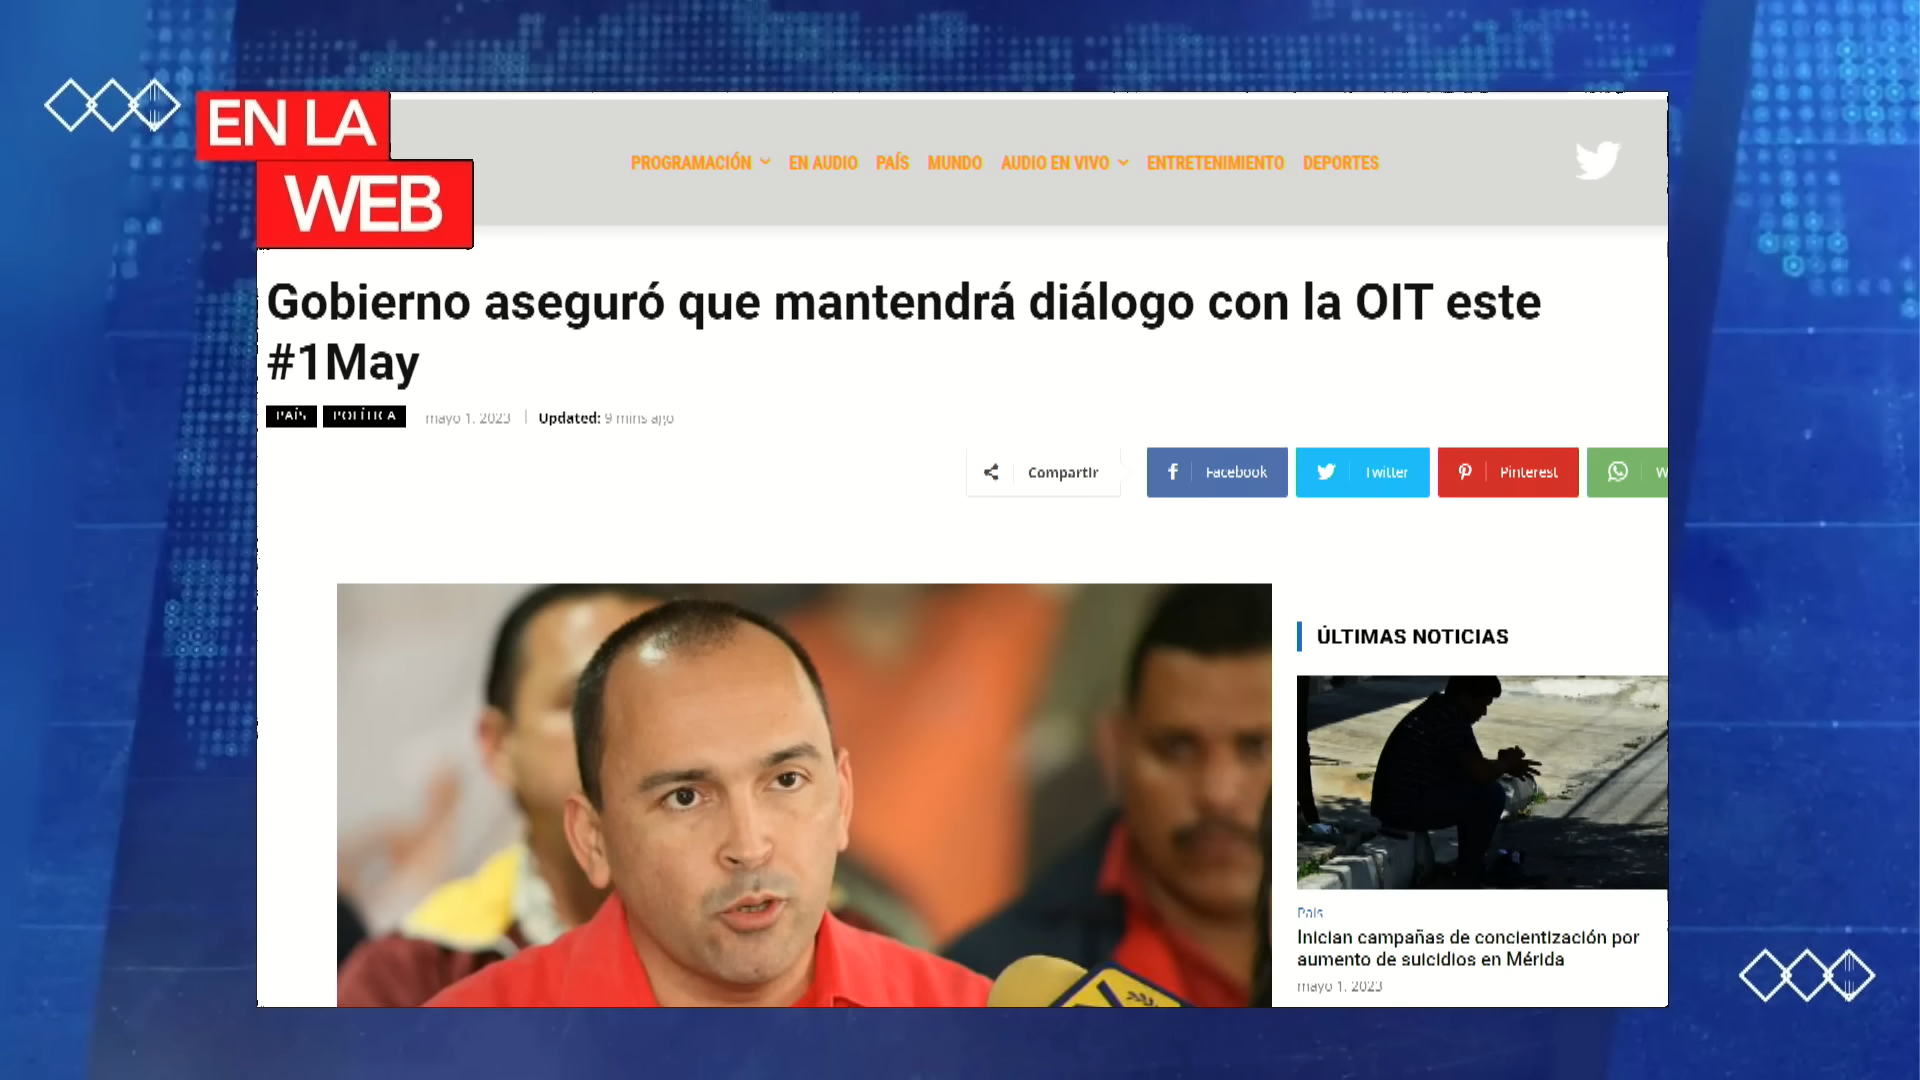 EN LA
WEB
PROGRAMACIÓN EN AUDIO PAÍS MUNDO AUDIO EN VIVO ENTRETENIMIENTO DEPORTES
Gobierno aseguró que mantendrá diálogo con la OIT este
#1May
PAÍS POLÍTICA mayo 1, 2023 Updated: 9 mins ago
Compartir Facebook Twitter Pinterest W
ÚLTIMAS NOTICIAS
País
Inician campañas de concientización por
aumento de suicidios en Mérida
mayo 1, 2023